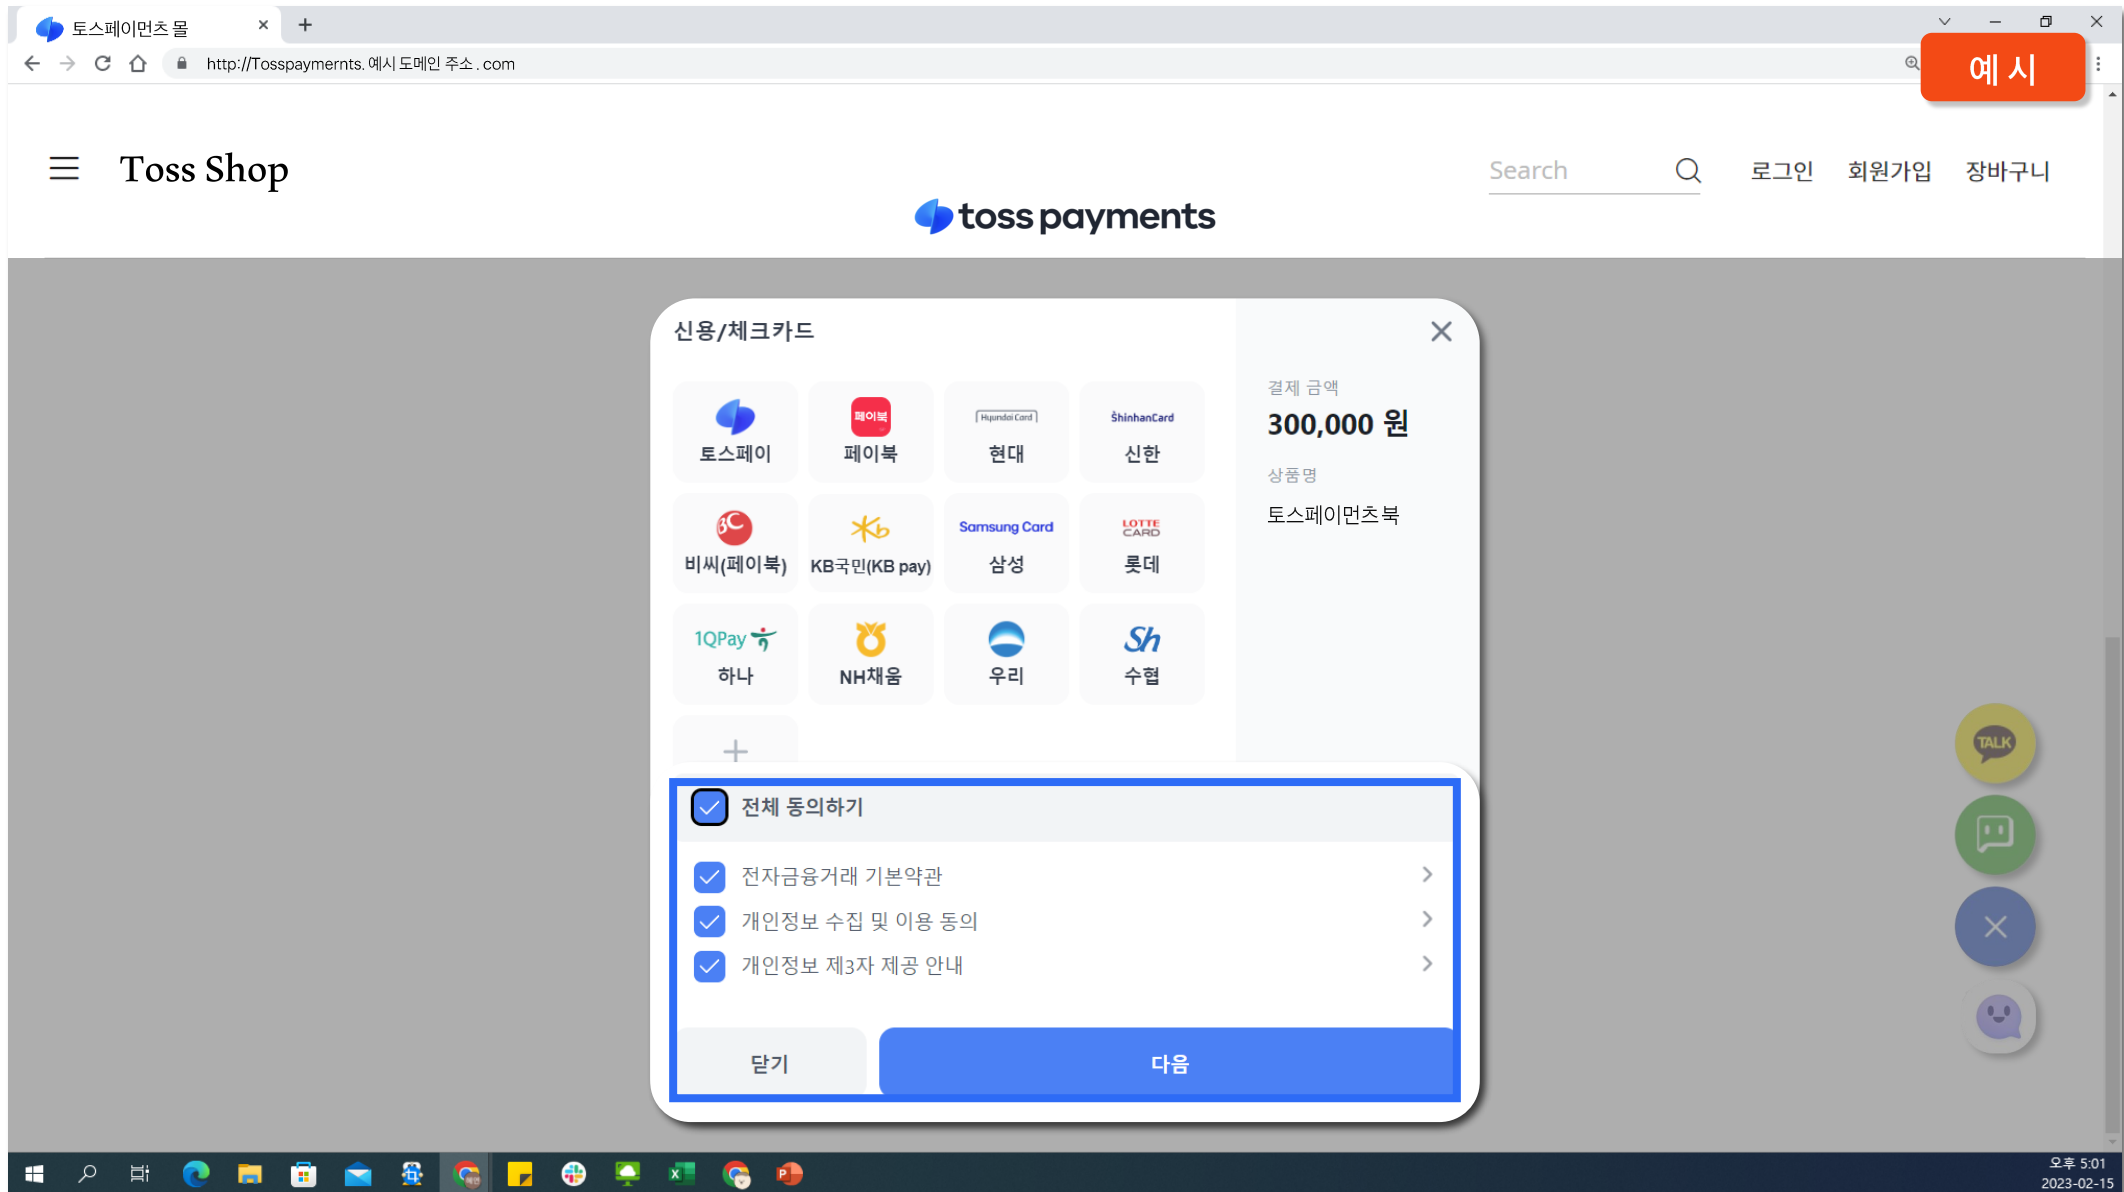 토스페이먼츠 몰
http://Tosspaymernts. 예시 도메인 주소 . com
예 시
Toss Shop
Search
로그인 회원가입 장바구니
toss payments
신용/체크카드
토스페이
페이북
페이북
Hyundai Card
현대
ShinhanCard
신한
BC
비씨(페이북)
Kb
KB국민(KB pay)
Samsung Card
삼성
LOTTE
CARD
롯데
1QPay
하나
NH채움
우리
Sh
수협
결제 금액
300,000 원
상품명
토스페이먼츠 북
전체 동의하기
전자금융거래 기본약관
개인정보 수집 및 이용 동의
개인정보 제3자 제공 안내
닫기
다음
TALK
오후 5:01
2023-02-15